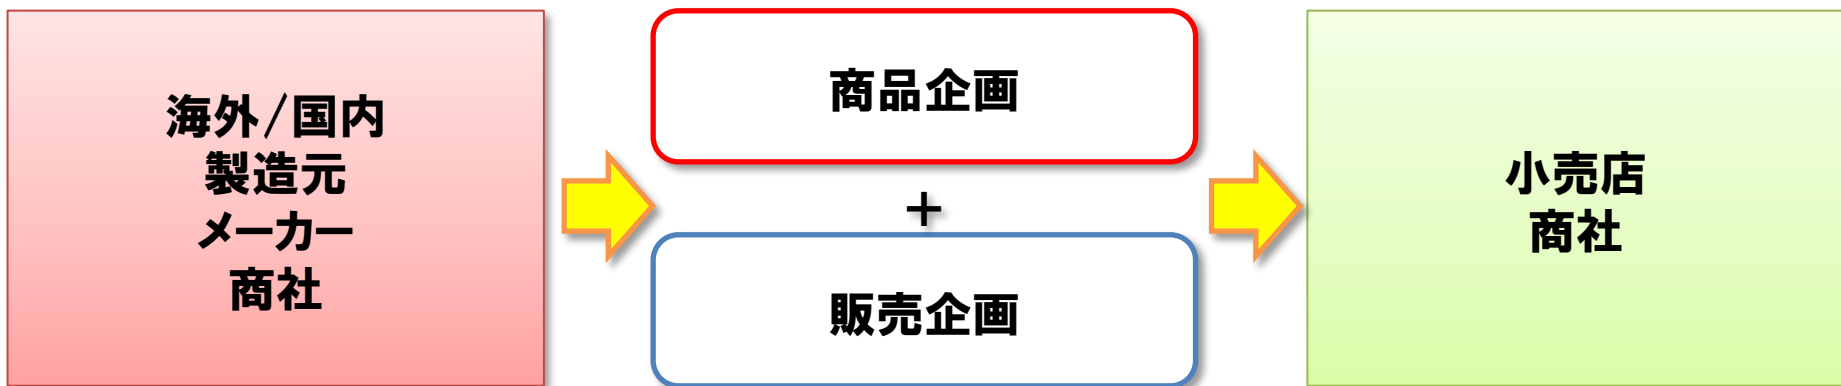 海外/国内
製造元
メーカー
商社
商品企画
+
販売企画
小売店
商社